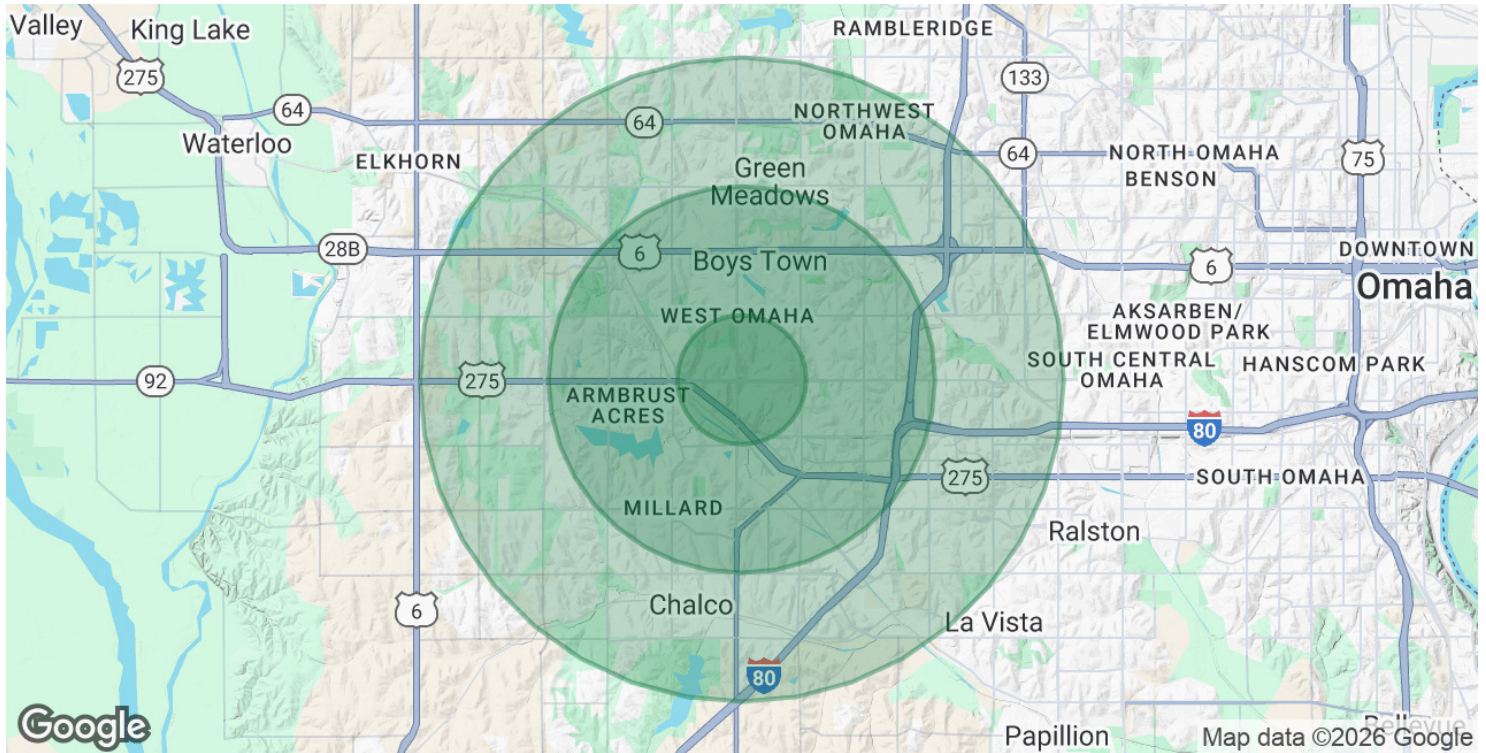 Valley
King Lake
RAMBLERIDGE
275
133
64
64
NORTHWEST
OMAHA
Waterloo
ELKHORN
64
NORTH OMAHA
BENSON
75
Green
Meadows
28B
6
Boys Town
6
DOWNTOWN
Omaha
WEST OMAHA
AKSARBEN/
ELMWOOD PARK
SOUTH CENTRAL
OMAHA
HANSCOM PARK
92
275
ARMBRUST
ACRES
80
275
SOUTH OMAHA
MILLARD
Ralston
Chalco
6
La Vista
80
Google
Papillion
Bellevue
Map data ©2026 Google